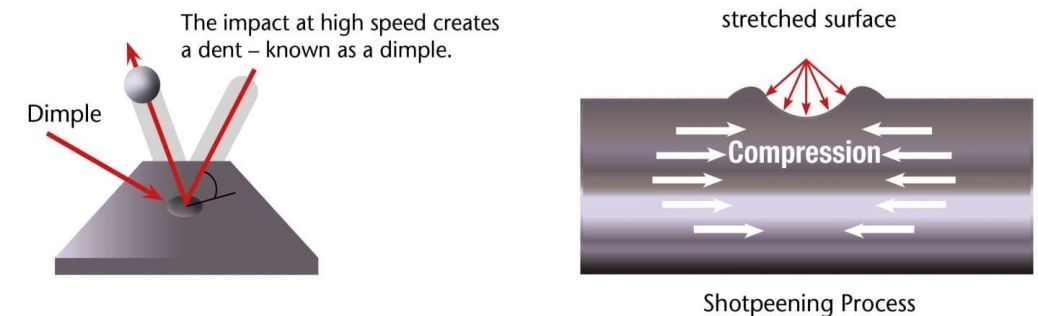 The impact at high speed creates
a dent – known as a dimple.
Dimple
stretched surface
Compression
Shotpeening Process